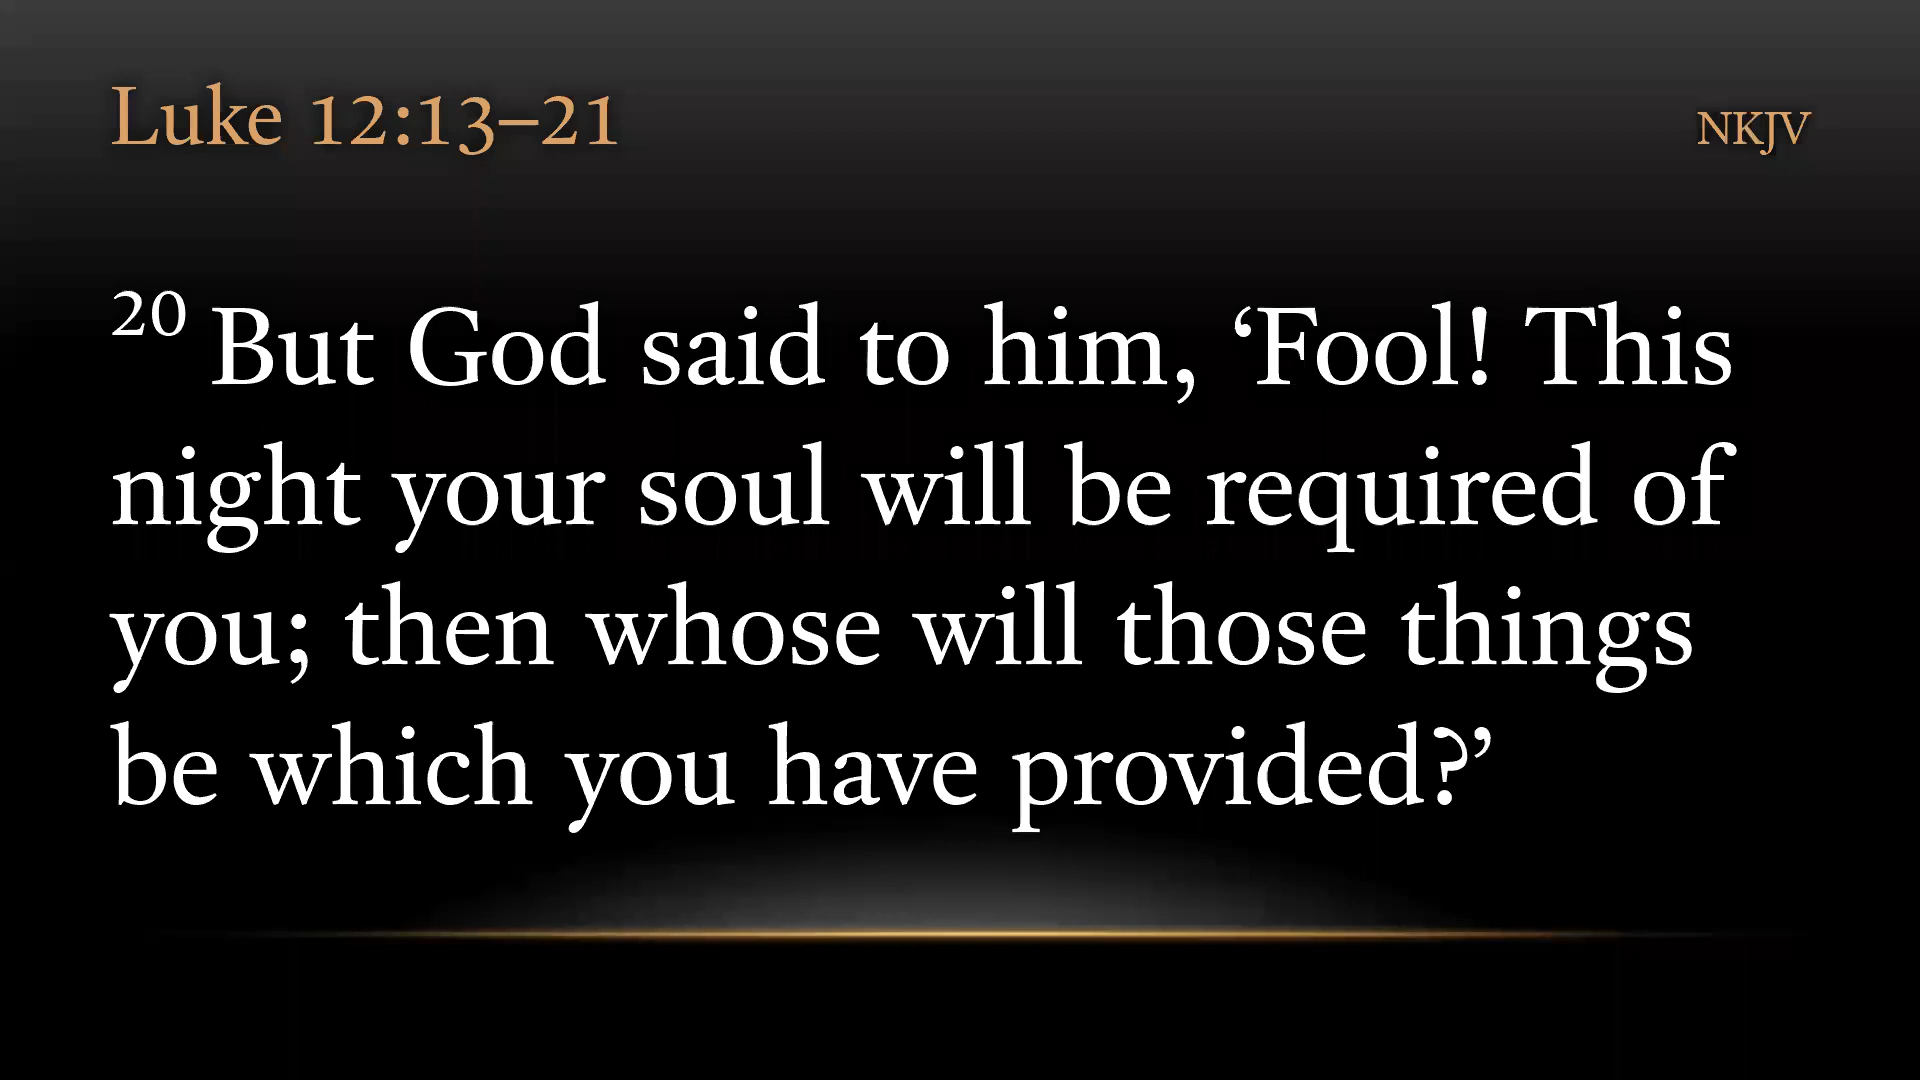 Luke 12:13–21
NKJV
20 But God said to him, ‘Fool! This
night your soul will be required of
you; then whose will those things
be which you have provided?’